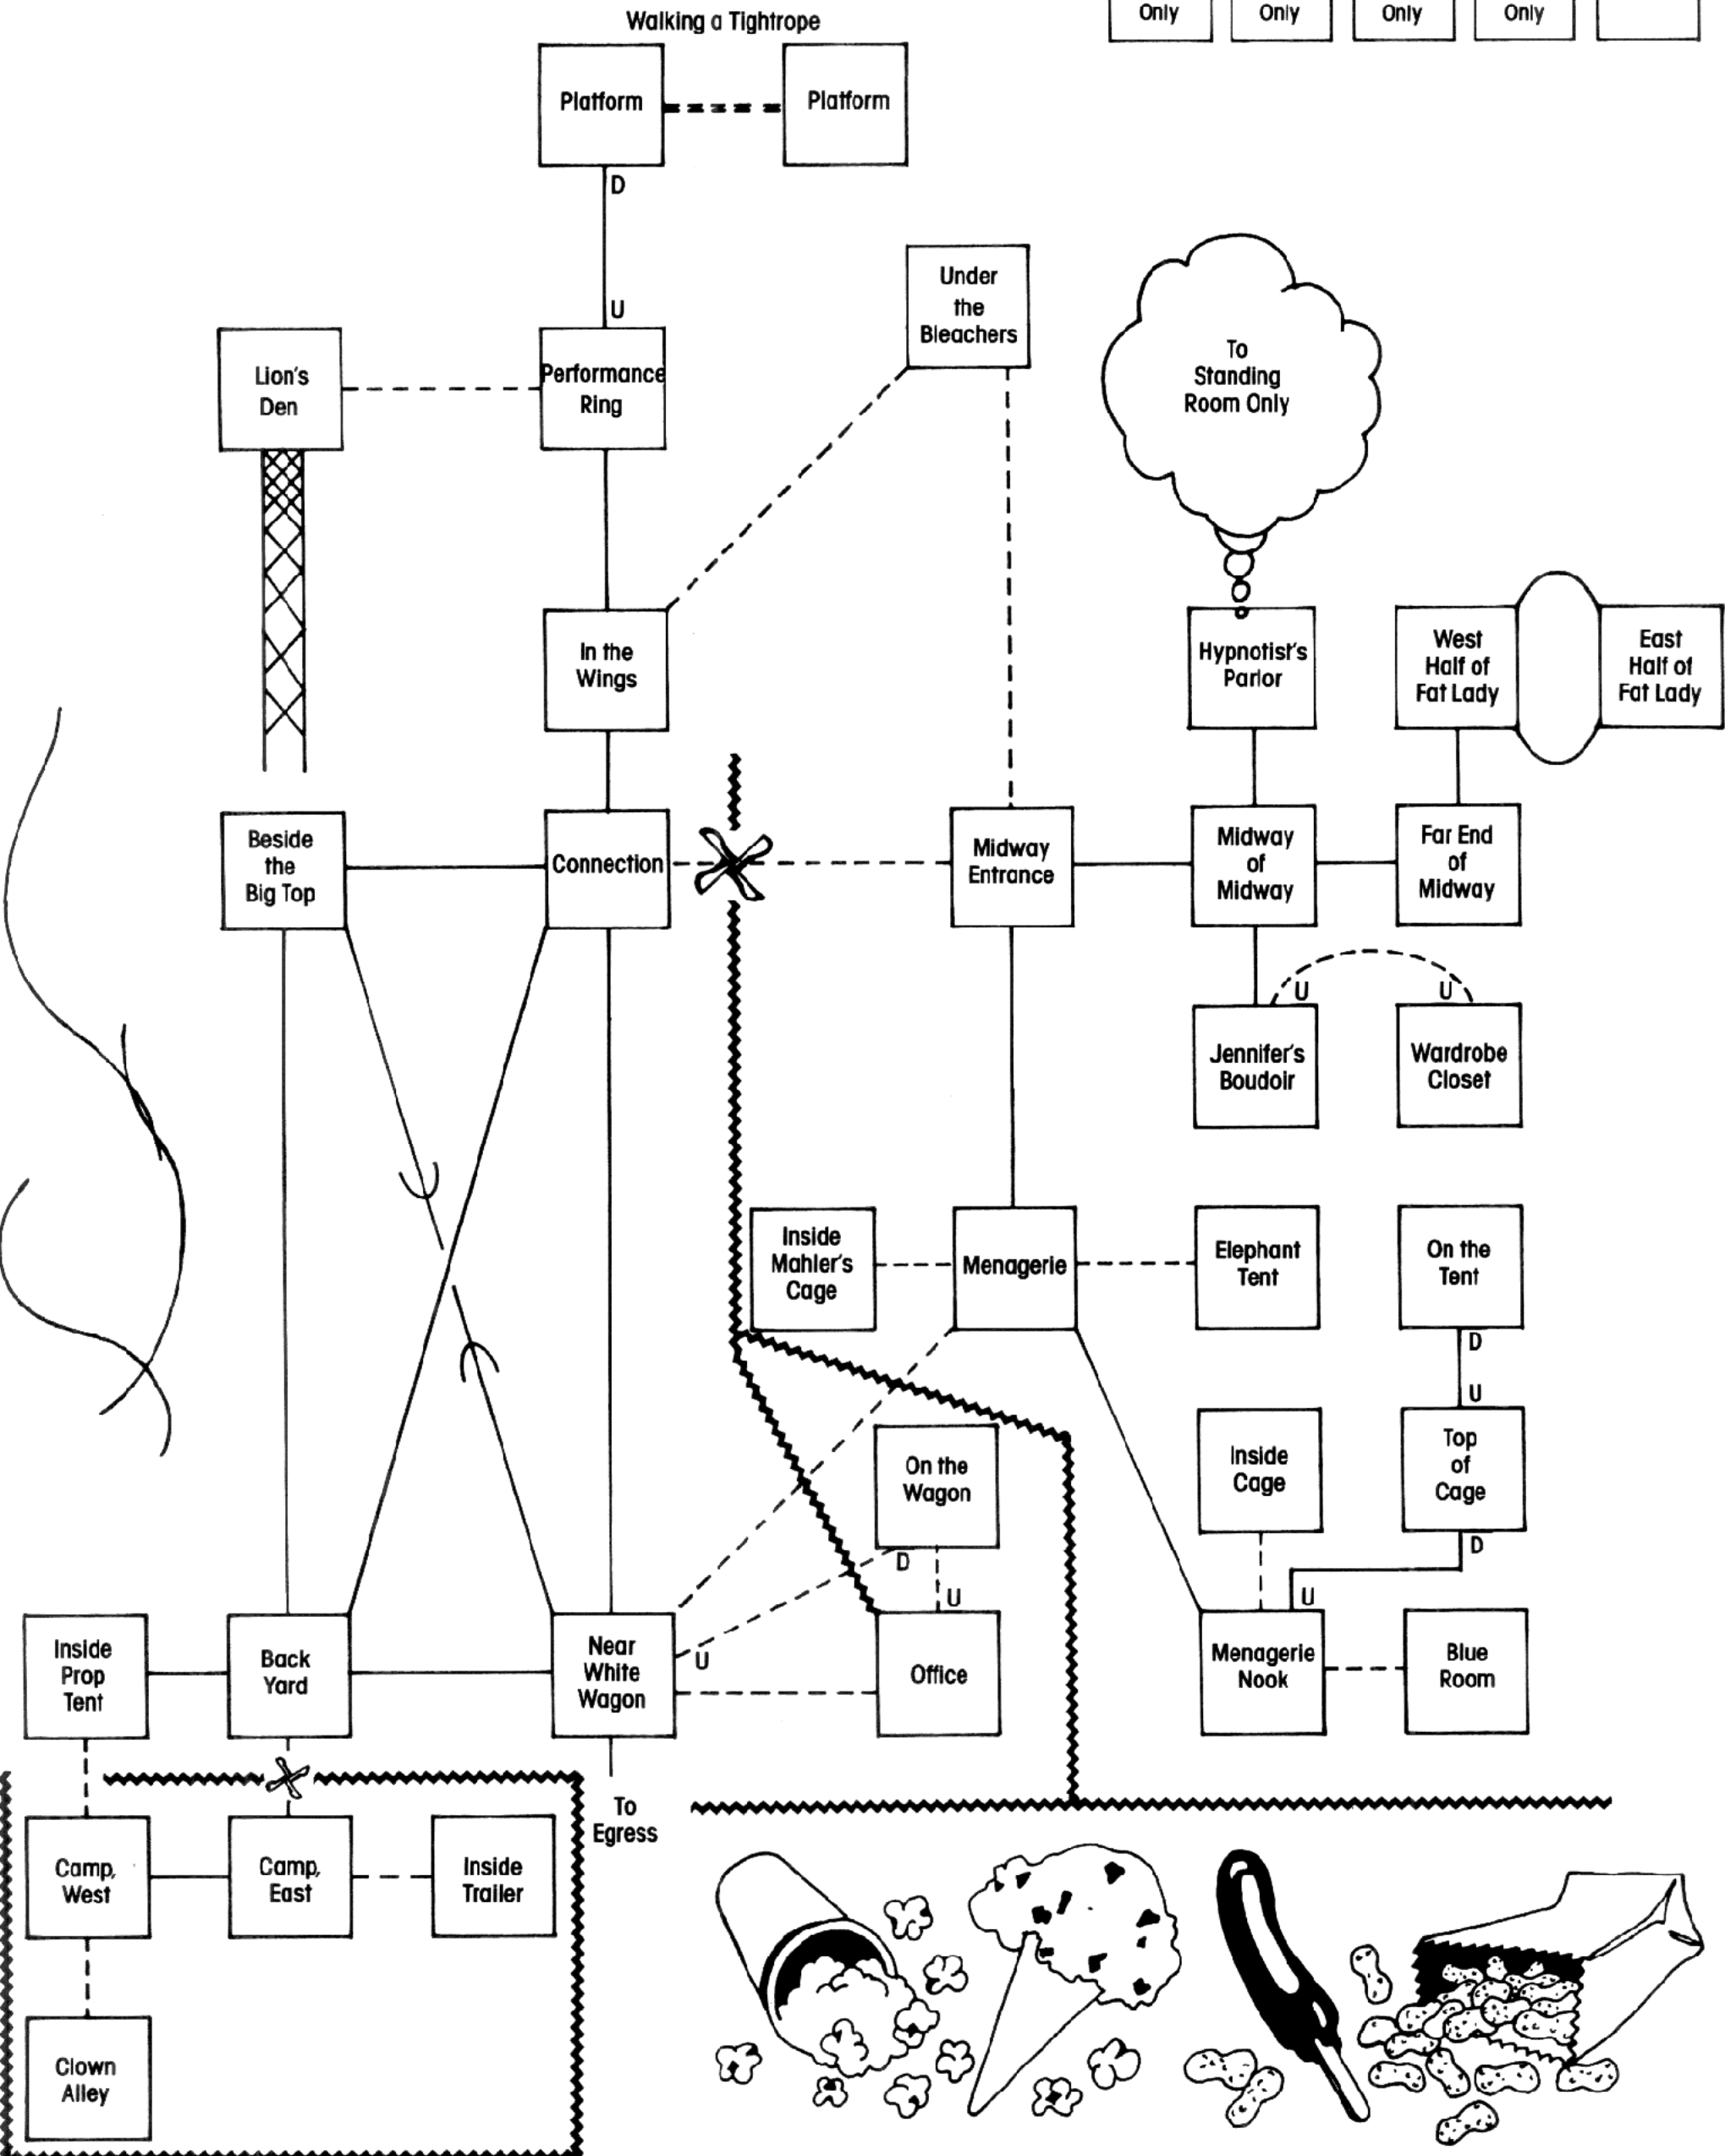 Walking a Tightrope
Only
Only
Only
Only
Platform
Platform
D
U
Under
the
Bleachers
To
Standing
Room Only
Lion's
Den
Performance
Ring
In the
Wings
Hypnotist's
Parlor
West
Half of
Fat Lady
East
Half of
Fat Lady
Beside
the
Big Top
Connection
Midway
Entrance
Midway
of
Midway
Far End
of
Midway
U
U
Jennifer's
Boudoir
Wardrobe
Closet
Inside
Mahler's
Cage
Menagerie
Elephant
Tent
On the
Tent
D
U
On the
Wagon
Inside
Cage
Top
of
Cage
D
D
U
U
Inside
Prop
Tent
Back
Yard
Near
White
Wagon
U
Office
Menagerie
Nook
Blue
Room
To
Egress
Camp,
West
Camp,
East
Inside
Trailer
Clown
Alley